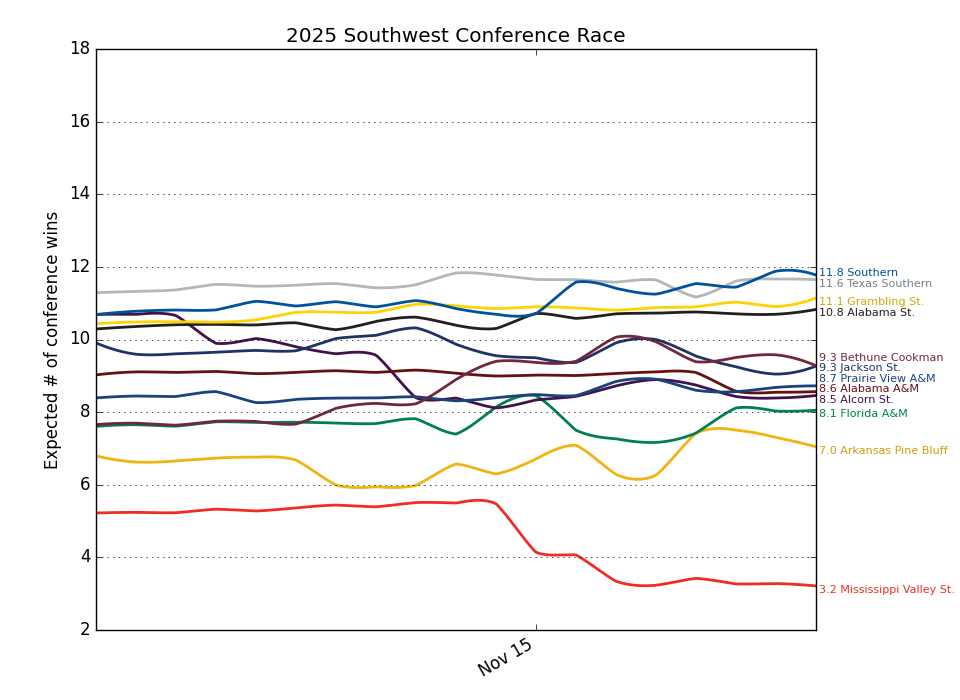 2025 Southwest Conference Race
Expected # of conference wins
18
16
14
12
10
8
6
4
2
Nov 15
11.8 Southern
11.6 Texas Southern
11.1 Grambling St.
10.8 Alabama St.
9.3 Bethune Cookman
9.3 Jackson St.
8.7 Prairie View A&M
8.6 Alabama A&M
8.5 Alcorn St.
8.1 Florida A&M
7.0 Arkansas Pine Bluff
3.2 Mississippi Valley St.